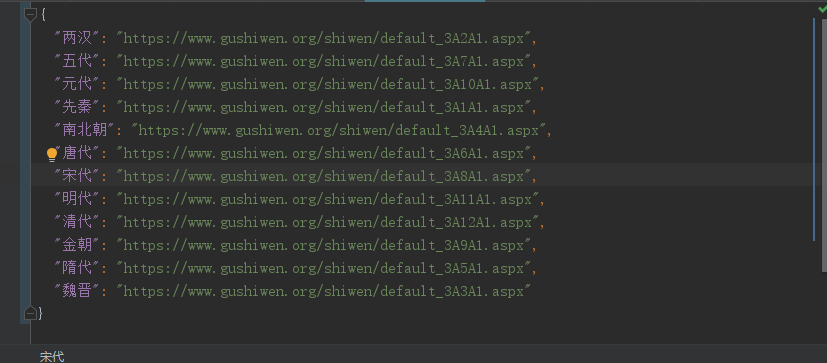 {
"两汉": "https://www.gushiwen.org/shiwen/default_3A2A1.aspx",
"五代": "https://www.gushiwen.org/shiwen/default_3A7A1.aspx",
"元代": "https://www.gushiwen.org/shiwen/default_3A10A1.aspx",
"先秦": "https://www.gushiwen.org/shiwen/default_3A1A1.aspx",
"南北朝": "https://www.gushiwen.org/shiwen/default_3A4A1.aspx",
"唐代": "https://www.gushiwen.org/shiwen/default_3A6A1.aspx",
"宋代": "https://www.gushiwen.org/shiwen/default_3A8A1.aspx",
"明代": "https://www.gushiwen.org/shiwen/default_3A11A1.aspx",
"清代": "https://www.gushiwen.org/shiwen/default_3A12A1.aspx",
"金朝": "https://www.gushiwen.org/shiwen/default_3A9A1.aspx",
"隋代": "https://www.gushiwen.org/shiwen/default_3A5A1.aspx",
"魏晋": "https://www.gushiwen.org/shiwen/default_3A3A1.aspx"
}
宋代